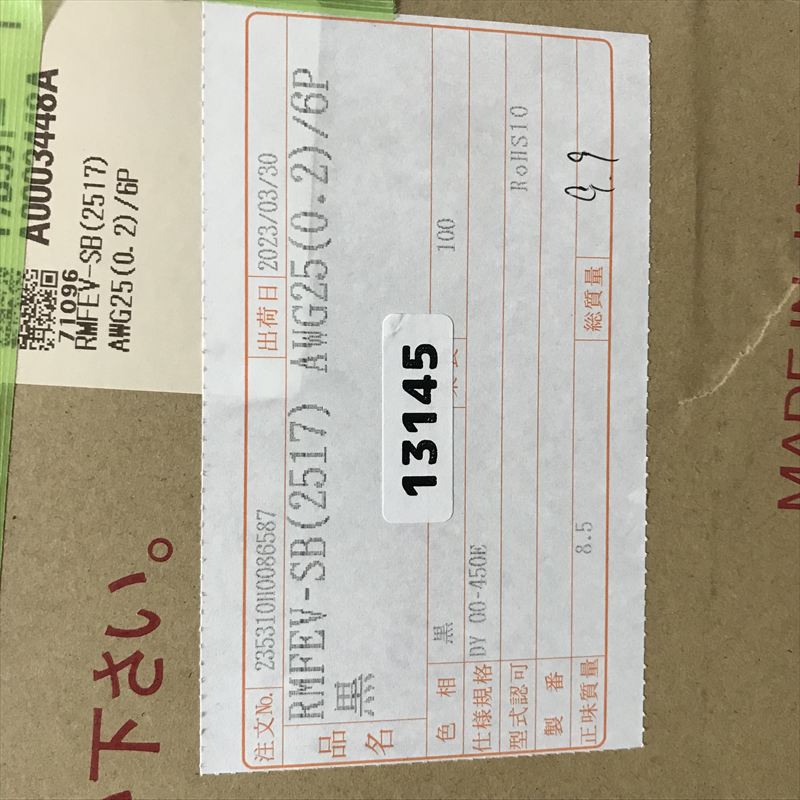 A0003448A
71096
RMFEV-SB(2517)
AWG25(0.2)/6P
注文No. 235310H0086587 出荷日 2023/03/30
品名 RMFEV-SB(2517) AWG25(0.2)/6P
黒
色相 黒 100
13145
仕様規格 DY 00-450E
型式認可 RoHS10
製番
正味質量 8.5 総質量 9.9
下さい。
MADE IN